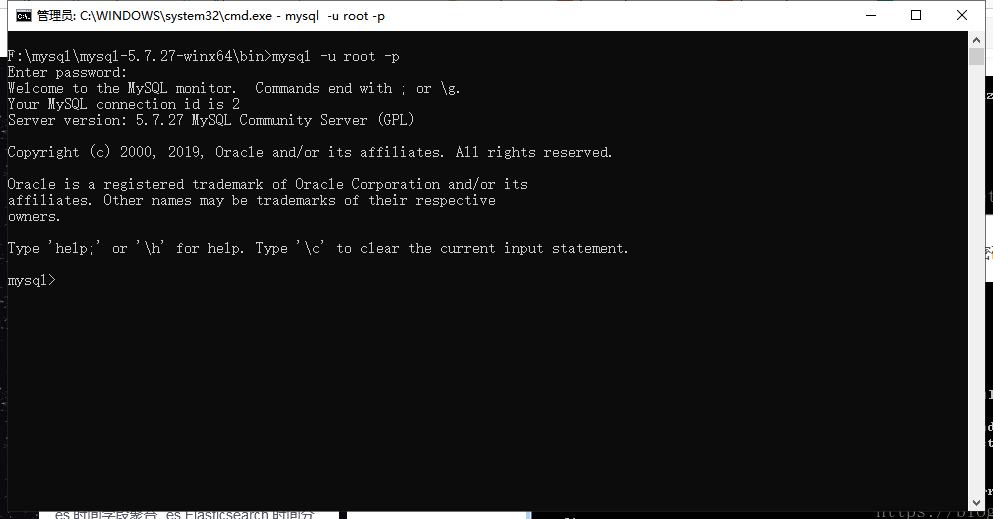 管理员: C:\WINDOWS\system32\cmd.exe - mysql -u root -p
F:\mysql\mysql-5.7.27-winx64\bin>mysql -u root -p
Enter password:
Welcome to the MySQL monitor.  Commands end with ; or \g.
Your MySQL connection id is 2
Server version: 5.7.27 MySQL Community Server (GPL)
Copyright (c) 2000, 2019, Oracle and/or its affiliates. All rights reserved.
Oracle is a registered trademark of Oracle Corporation and/or its
affiliates. Other names may be trademarks of their respective
owners.
Type 'help;' or '\h' for help. Type '\c' to clear the current input statement.
mysql>
es 时间字段聚合 es Elasticsearch 时间分
https://blog